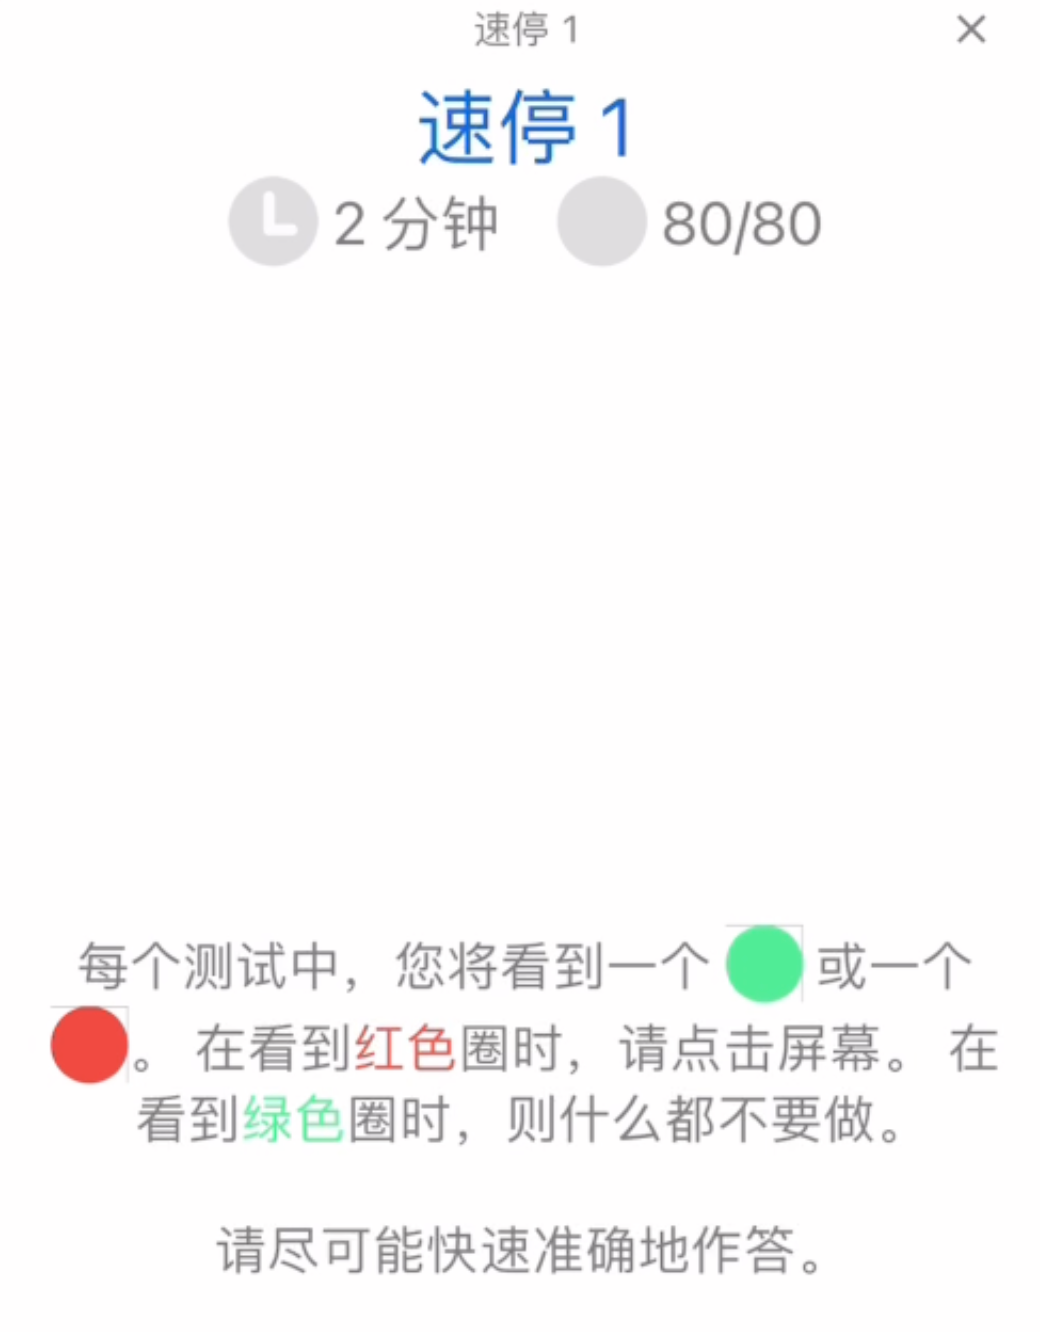 速停 1
速停 1
2 分钟 80/80
每个测试中，您将看到一个 或一个
。 在看到红色圈时，请点击屏幕。 在
看到绿色圈时，则什么都不要做。
请尽可能快速准确地作答。